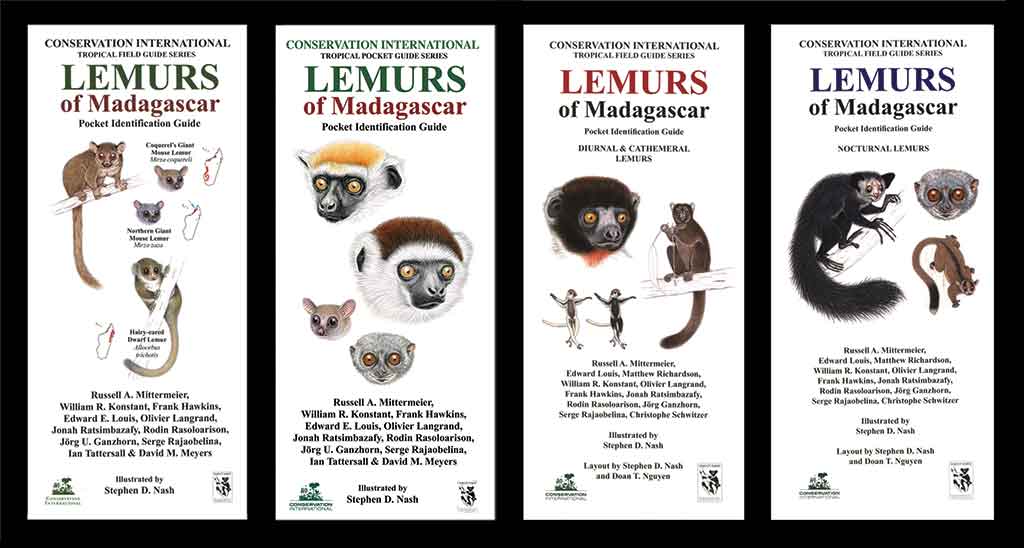 CONSERVATION INTERNATIONAL
TROPICAL FIELD GUIDE SERIES
LEMURS
of Madagascar
Pocket Identification Guide
Coquerel's Giant
Mouse Lemur
Mirza coquereli
Northern Giant
Mouse Lemur
Mirza zaza
Hairy-eared
Dwarf Lemur
Allocebus
trichotis
Russell A. Mittermeier,
William R. Konstant, Frank Hawkins,
Edward E. Louis, Olivier Langrand,
Jonah Ratsimbazafy, Rodin Rasoloarison,
Jörg U. Ganzhorn, Serge Rajaobelina,
Ian Tattersall & David M. Meyers
Illustrated by
Stephen D. Nash
CONSERVATION
INTERNATIONAL
CONSERVATION INTERNATIONAL
TROPICAL POCKET GUIDE SERIES
LEMURS
of Madagascar
Pocket Identification Guide
Russell A. Mittermeier,
William R. Konstant, Frank Hawkins,
Edward E. Louis, Olivier Langrand,
Jonah Ratsimbazafy, Rodin Rasoloarison,
Jörg U. Ganzhorn, Serge Rajaobelina,
Ian Tattersall & David M. Meyers
Illustrated by
Stephen D. Nash
CONSERVATION
INTERNATIONAL
CONSERVATION INTERNATIONAL
TROPICAL FIELD GUIDE SERIES
LEMURS
of Madagascar
Pocket Identification Guide
DIURNAL & CATHEMERAL
LEMURS
Russell A. Mittermeier,
Edward Louis, Matthew Richardson,
William R. Konstant, Olivier Langrand,
Frank Hawkins, Jonah Ratsimbazafy,
Rodin Rasoloarison, Jörg Ganzhorn,
Serge Rajaobelina, Christoph Schwitzer
Illustrated by
Stephen D. Nash
Layout by Stephen D. Nash
and Doan T. Nguyen
CONSERVATION
INTERNATIONAL
CONSERVATION INTERNATIONAL
TROPICAL FIELD GUIDE SERIES
LEMURS
of Madagascar
Pocket Identification Guide
NOCTURNAL LEMURS
Russell A. Mittermeier,
Edward Louis, Matthew Richardson,
William R. Konstant, Olivier Langrand,
Frank Hawkins, Jonah Ratsimbazafy,
Rodin Rasoloarison, Jörg Ganzhorn,
Serge Rajaobelina, Christophe Schwitzer
Illustrated by
Stephen D. Nash
Layout by Stephen D. Nash
and Doan T. Nguyen
CONSERVATION
INTERNATIONAL